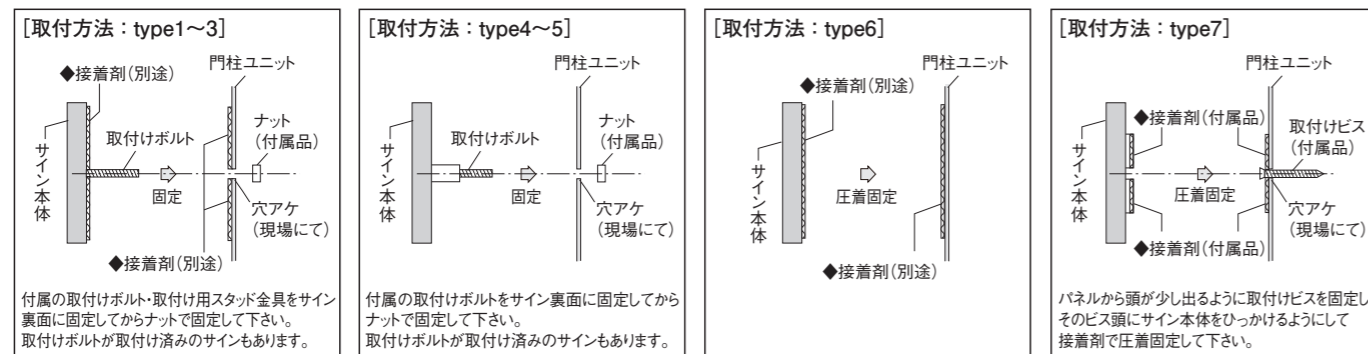 [取付方法：type1～3]
門柱ユニット
◆接着剤(別途)
取付けボルト
ナット
(付属品)
サイン本体
固定
穴アケ
(現場にて)
◆接着剤(別途)
付属の取付けボルト・取付け用スタッド金具をサイン
裏面に固定してからナットで固定して下さい。
取付けボルトが取付け済みのサインもあります。
[取付方法：type4～5]
門柱ユニット
取付けボルト
ナット
(付属品)
サイン本体
固定
穴アケ
(現場にて)
付属の取付けボルトをサイン裏面に固定してから
ナットで固定して下さい。
取付けボルトが取付け済みのサインもあります。
[取付方法：type6]
門柱ユニット
◆接着剤(別途)
サイン本体
圧着固定
◆接着剤(別途)
[取付方法：type7]
門柱ユニット
◆接着剤(付属品)
取付けビス
(付属品)
サイン本体
圧着固定
穴アケ
(現場にて)
◆接着剤(付属品)
パネルから頭が少し出るように取付けビスを固定し
そのビス頭にサイン本体をひっかけるようにして
接着剤で圧着固定して下さい。